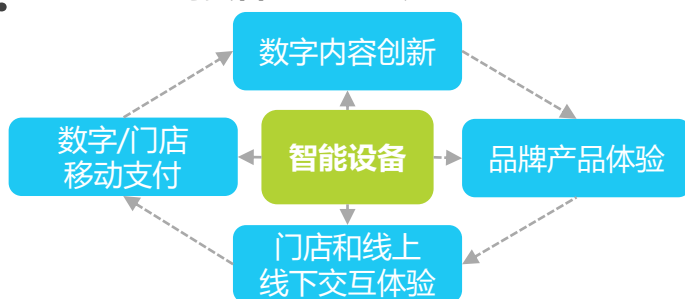 数字内容创新
数字/门店
移动支付
智能设备
品牌产品体验
门店和线上
线下交互体验